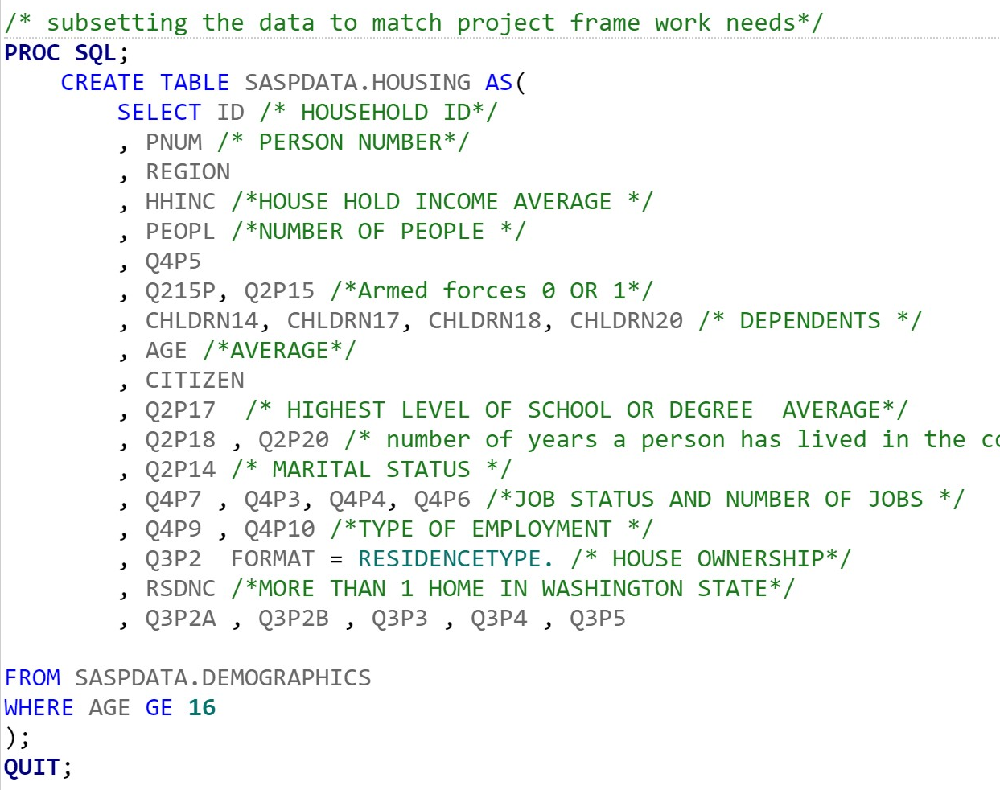 /* subsetting the data to match project frame work needs*/
PROC SQL;
CREATE TABLE SASPDATA.HOUSING AS(
SELECT ID /* HOUSEHOLD ID*/
, PNUM /* PERSON NUMBER*/
, REGION
, HHINC /*HOUSE HOLD INCOME AVERAGE */
, PEOPL /*NUMBER OF PEOPLE */
, Q4P5
, Q215P, Q2P15 /*Armed forces 0 OR 1*/
, CHLDRN14, CHLDRN17, CHLDRN18, CHLDRN20 /* DEPENDENTS */
, AGE /*AVERAGE*/
, CITIZEN
, Q2P17  /* HIGHEST LEVEL OF SCHOOL OR DEGREE  AVERAGE*/
, Q2P18 , Q2P20 /* number of years a person has lived in the
, Q2P14 /* MARITAL STATUS */
, Q4P7 , Q4P3, Q4P4, Q4P6 /*JOB STATUS AND NUMBER OF JOBS */
, Q4P9 , Q4P10 /*TYPE OF EMPLOYMENT */
, Q3P2  FORMAT = RESIDENCETYPE. /* HOUSE OWNERSHIP*/
, RSDNC /*MORE THAN 1 HOME IN WASHINGTON STATE*/
, Q3P2A , Q3P2B , Q3P3 , Q3P4 , Q3P5
FROM SASPDATA.DEMOGRAPHICS
WHERE AGE GE 16
);
QUIT;